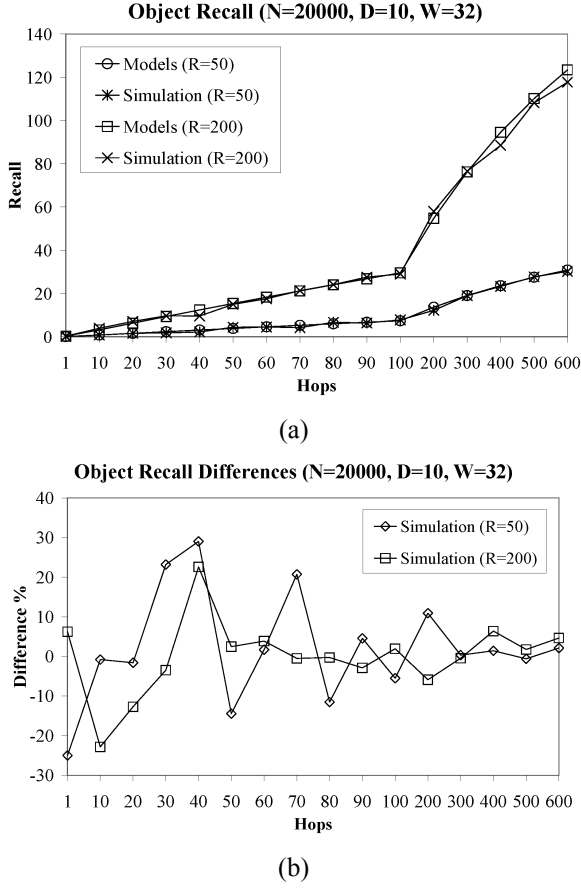 Object Recall (N=20000, D=10, W=32)
140
120
100
80
60
40
20
0
Recall
Models (R=50)
Simulation (R=50)
Models (R=200)
Simulation (R=200)
1 10 20 30 40 50 60 70 80 90 100 200 300 400 500 600
Hops
(a)
Object Recall Differences (N=20000, D=10, W=32)
40
30
20
10
0
-10
-20
-30
Difference %
Simulation (R=50)
Simulation (R=200)
1 10 20 30 40 50 60 70 80 90 100 200 300 400 500 600
Hops
(b)